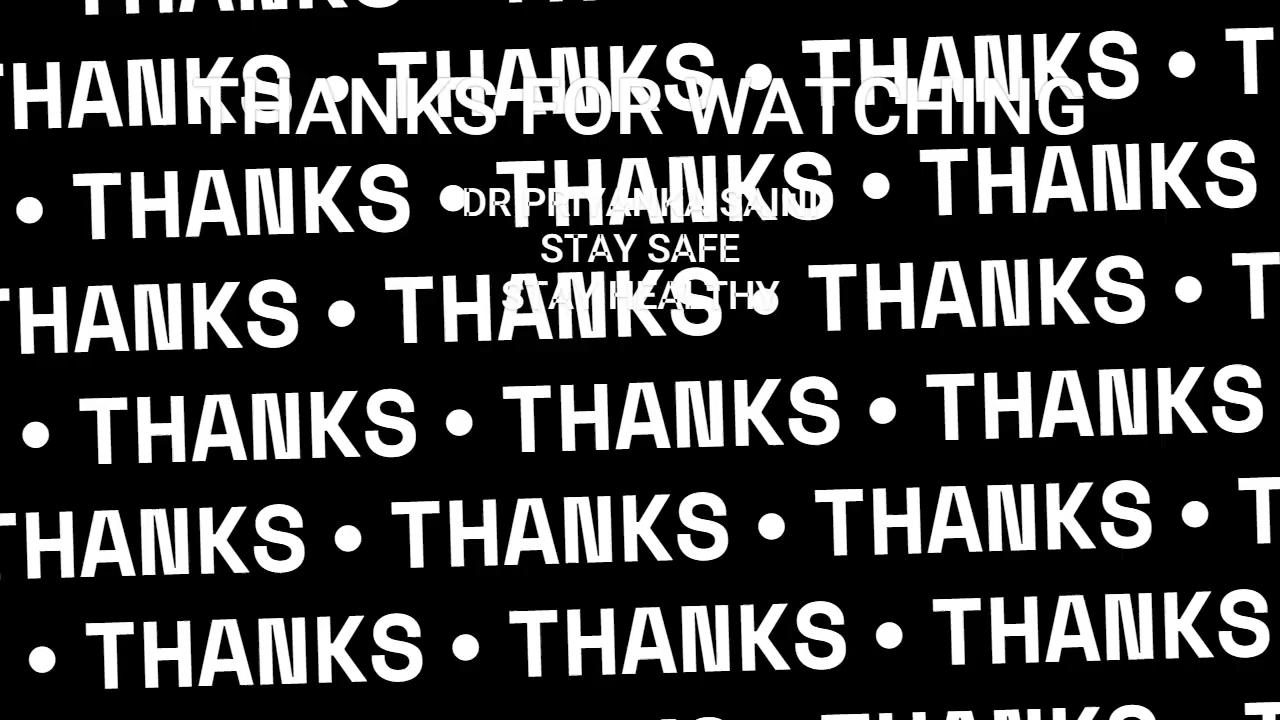 THANKS
THANKS • THANKS • THANKS • T
THANKS FOR WATCHING
• THANKS • THANKS • THANKS
DR PRIYANKA SAINI
STAY SAFE
THANKS • THANKS • THANKS • T
STAY HEALTHY
• THANKS • THANKS • THANKS
THANKS • THANKS • THANKS • T
• THANKS • THANKS • THANKS